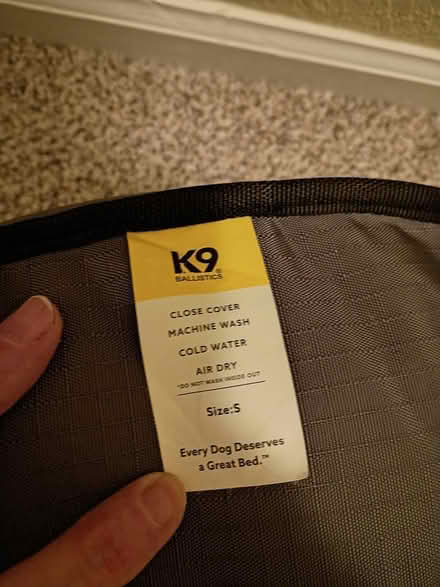 K9
BALLISTICS®
CLOSE COVER
MACHINE WASH
COLD WATER
AIR DRY
*DO NOT WASH INSIDE OUT
Size:S
Every Dog Deserves
a Great Bed.™